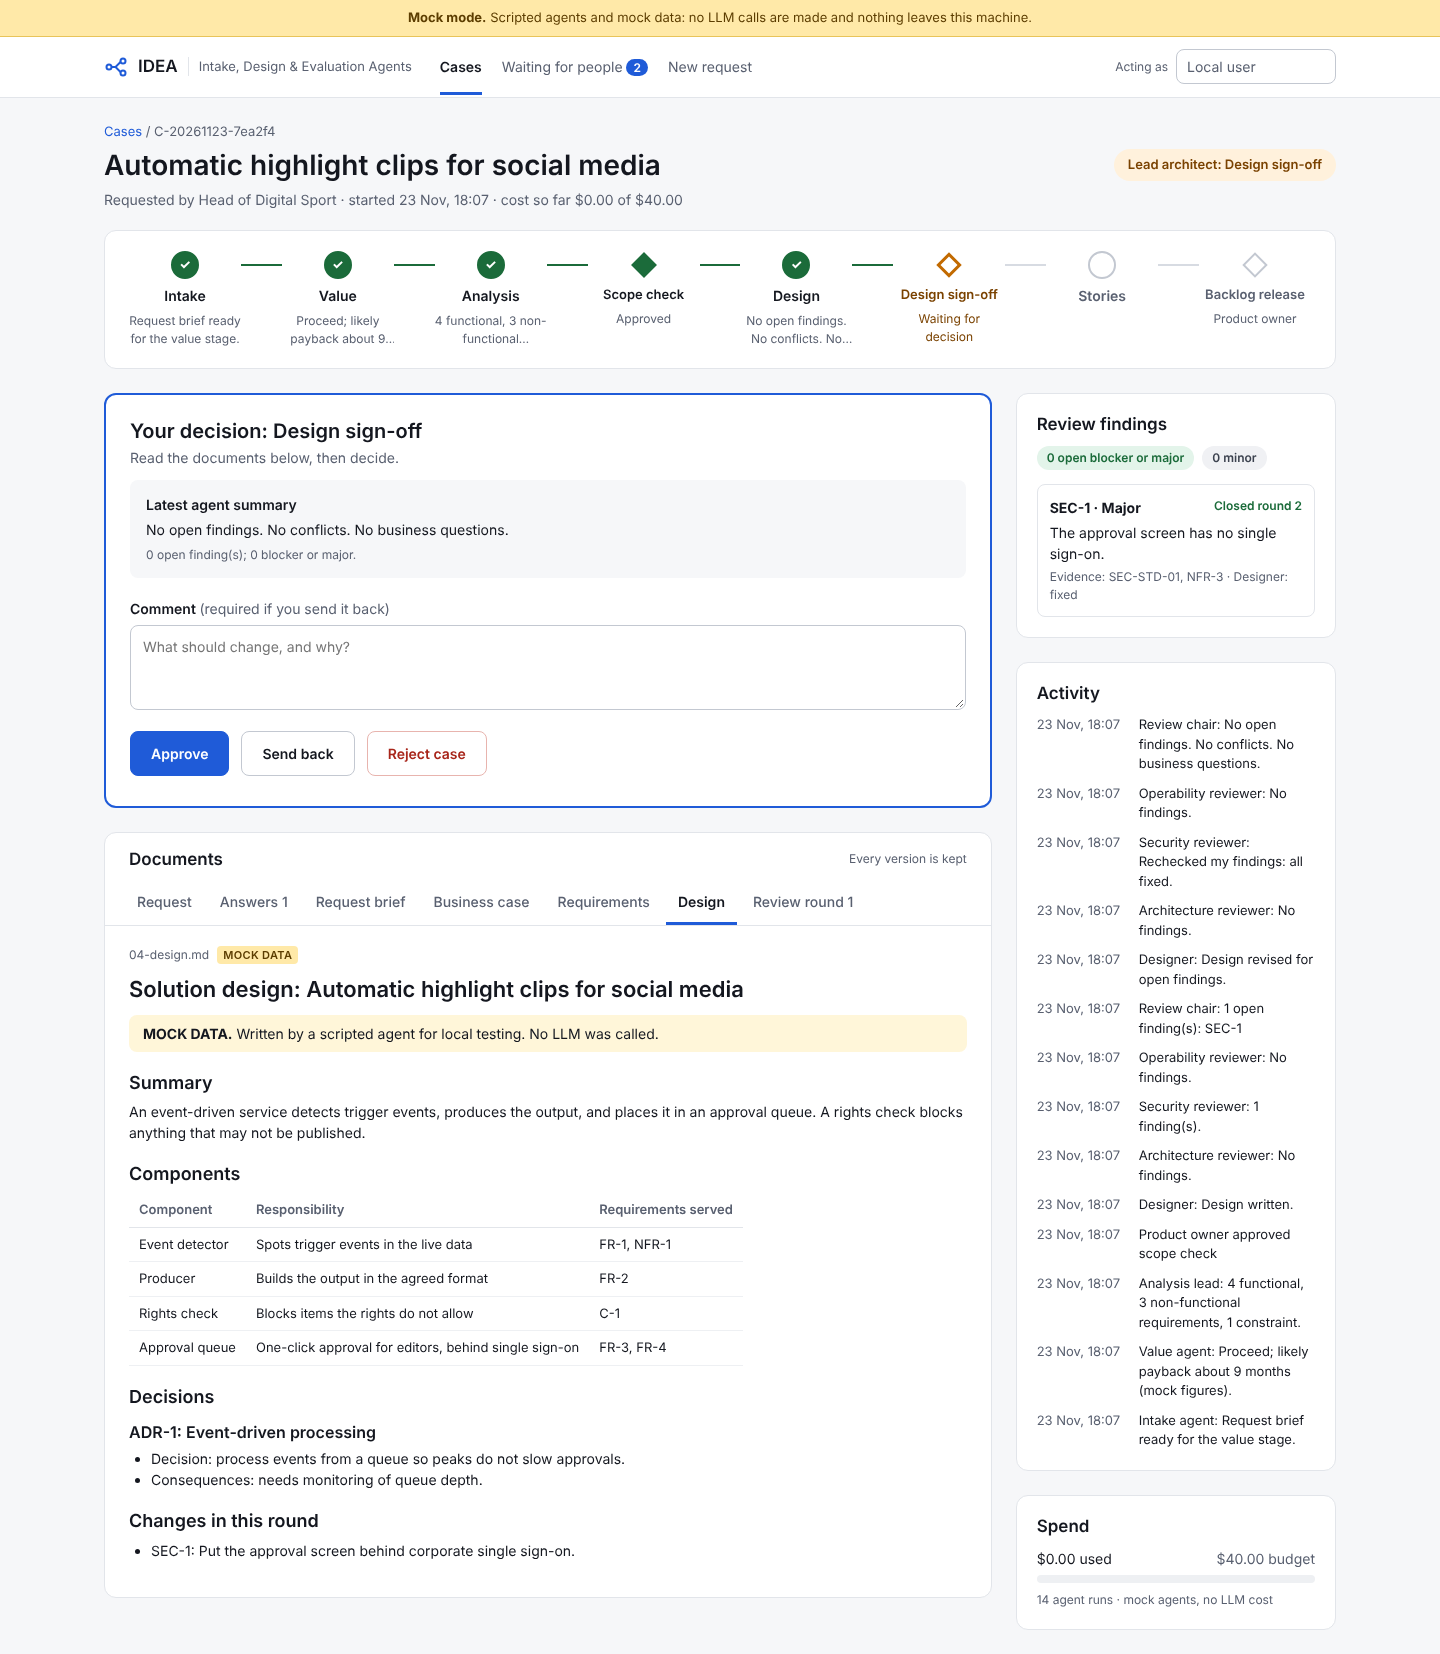 Mock mode. Scripted agents and mock data: no LLM calls are made and nothing leaves this machine.
IDEA
Intake, Design & Evaluation Agents
Cases
Waiting for people 2
New request
Acting as
Local user
Cases / C-20261123-7ea2f4
Automatic highlight clips for social media
Lead architect: Design sign-off
Requested by Head of Digital Sport · started 23 Nov, 18:07 · cost so far $0.00 of $40.00
Intake
Request brief ready
for the value stage.
Value
Proceed; likely
payback about 9...
Analysis
4 functional, 3 non-
functional...
Scope check
Approved
Design
No open findings.
No conflicts. No...
Design sign-off
Waiting for
decision
Stories
Backlog release
Product owner
Your decision: Design sign-off
Read the documents below, then decide.
Latest agent summary
No open findings. No conflicts. No business questions.
0 open finding(s); 0 blocker or major.
Comment (required if you send it back)
What should change, and why?
Approve
Send back
Reject case
Documents
Every version is kept
Request
Answers 1
Request brief
Business case
Requirements
Design
Review round 1
04-design.md
MOCK DATA
Solution design: Automatic highlight clips for social media
MOCK DATA. Written by a scripted agent for local testing. No LLM was called.
Summary
An event-driven service detects trigger events, produces the output, and places it in an approval queue. A rights check blocks
anything that may not be published.
Components
Component Responsibility Requirements served
Event detector Spots trigger events in the live data FR-1, NFR-1
Producer Builds the output in the agreed format FR-2
Rights check Blocks items the rights do not allow C-1
Approval queue One-click approval for editors, behind single sign-on FR-3, FR-4
Decisions
ADR-1: Event-driven processing
• Decision: process events from a queue so peaks do not slow approvals.
• Consequences: needs monitoring of queue depth.
Changes in this round
• SEC-1: Put the approval screen behind corporate single sign-on.
Review findings
0 open blocker or major
0 minor
SEC-1 · Major
Closed round 2
The approval screen has no single
sign-on.
Evidence: SEC-STD-01, NFR-3 · Designer:
fixed
Activity
23 Nov, 18:07 Review chair: No open
findings. No conflicts. No
business questions.
23 Nov, 18:07 Operability reviewer: No
findings.
23 Nov, 18:07 Security reviewer:
Rechecked my findings: all
fixed.
23 Nov, 18:07 Architecture reviewer: No
findings.
23 Nov, 18:07 Designer: Design revised for
open findings.
23 Nov, 18:07 Review chair: 1 open
finding(s): SEC-1
23 Nov, 18:07 Operability reviewer: No
findings.
23 Nov, 18:07 Security reviewer: 1
finding(s).
23 Nov, 18:07 Architecture reviewer: No
findings.
23 Nov, 18:07 Designer: Design written.
23 Nov, 18:07 Product owner approved
scope check
23 Nov, 18:07 Analysis lead: 4 functional,
3 non-functional
requirements, 1 constraint.
23 Nov, 18:07 Value agent: Proceed; likely
payback about 9 months
(mock figures).
23 Nov, 18:07 Intake agent: Request brief
ready for the value stage.
Spend
$0.00 used
$40.00 budget
14 agent runs · mock agents, no LLM cost